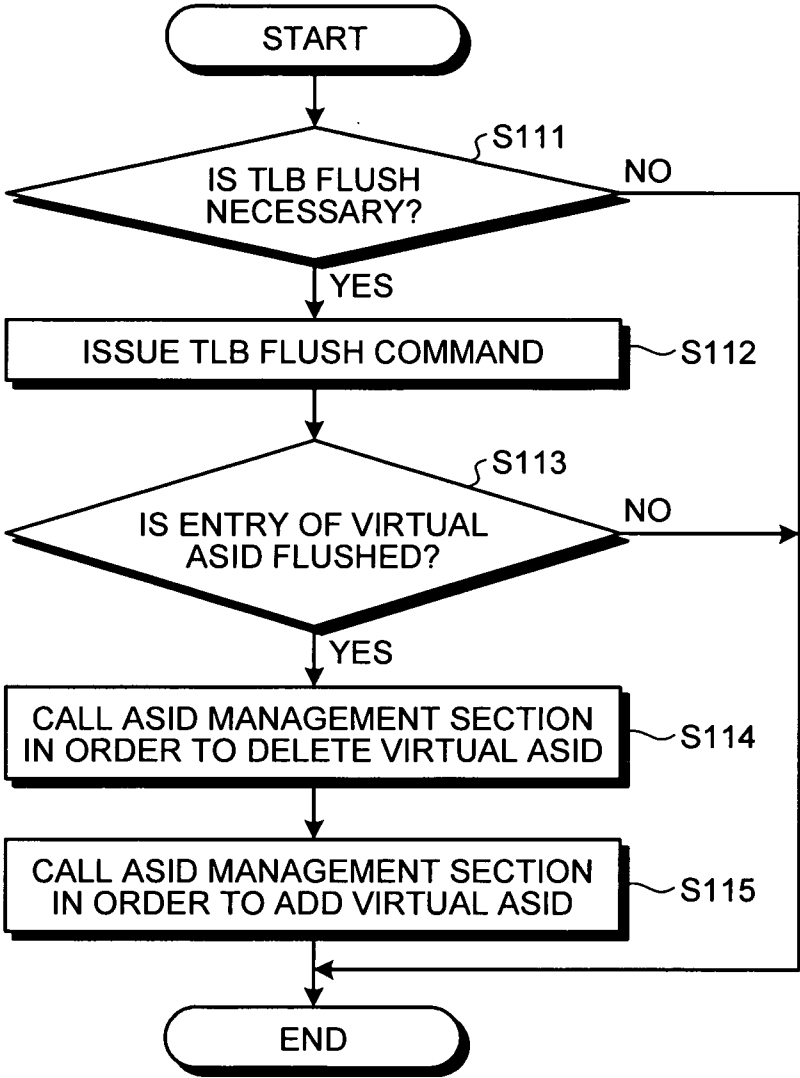 START
S111
IS TLB FLUSH
NECESSARY?
NO
YES
ISSUE TLB FLUSH COMMAND
S112
S113
IS ENTRY OF VIRTUAL
ASID FLUSHED?
NO
YES
CALL ASID MANAGEMENT SECTION
IN ORDER TO DELETE VIRTUAL ASID
S114
CALL ASID MANAGEMENT SECTION
IN ORDER TO ADD VIRTUAL ASID
S115
END